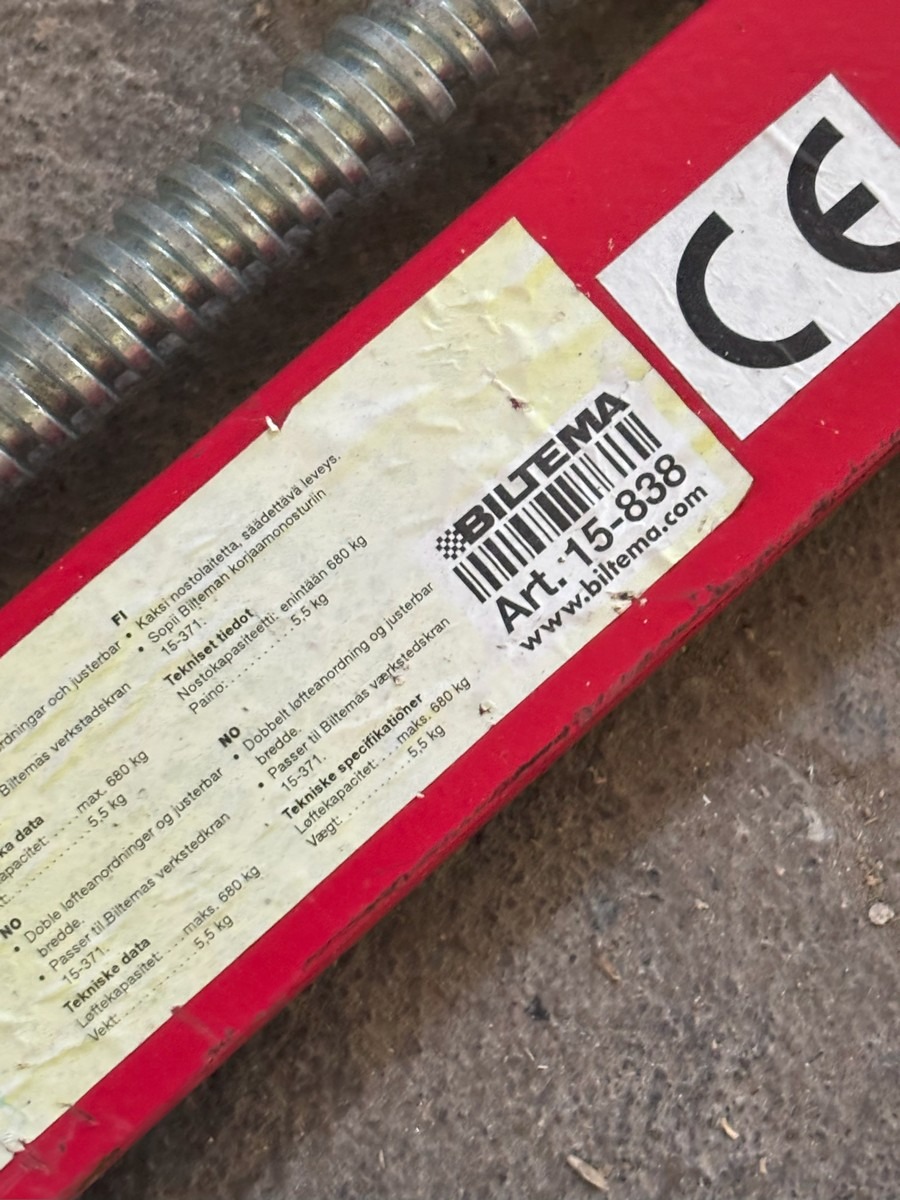 CE
BILTEMA
Art. 15-838
www.biltema.com
FI
• Kaksi nostolaitetta, säädettävä leveys.
• Sopii Bilteman korjaamonosturiin
15-371.
Tekniset tiedot
Nostokapasiteetti: enintään 680 kg
Paino: 5,5 kg
och justerbar
Biltemas verkstadskran
data
max. 680 kg
5,5 kg
NO
• Dobbelt løfteanordning og justerbar
bredde.
• Passer til Biltemas værkstedskran
15-371.
Tekniske specifikationer
Løftekapacitet: maks. 680 kg
Vægt: 5,5 kg
NO
• Doble løfteanordninger og justerbar
bredde.
• Passer til Biltemas verkstedkran
15-371.
Tekniske data
Løftekapasitet: maks. 680 kg
Vekt: 5,5 kg